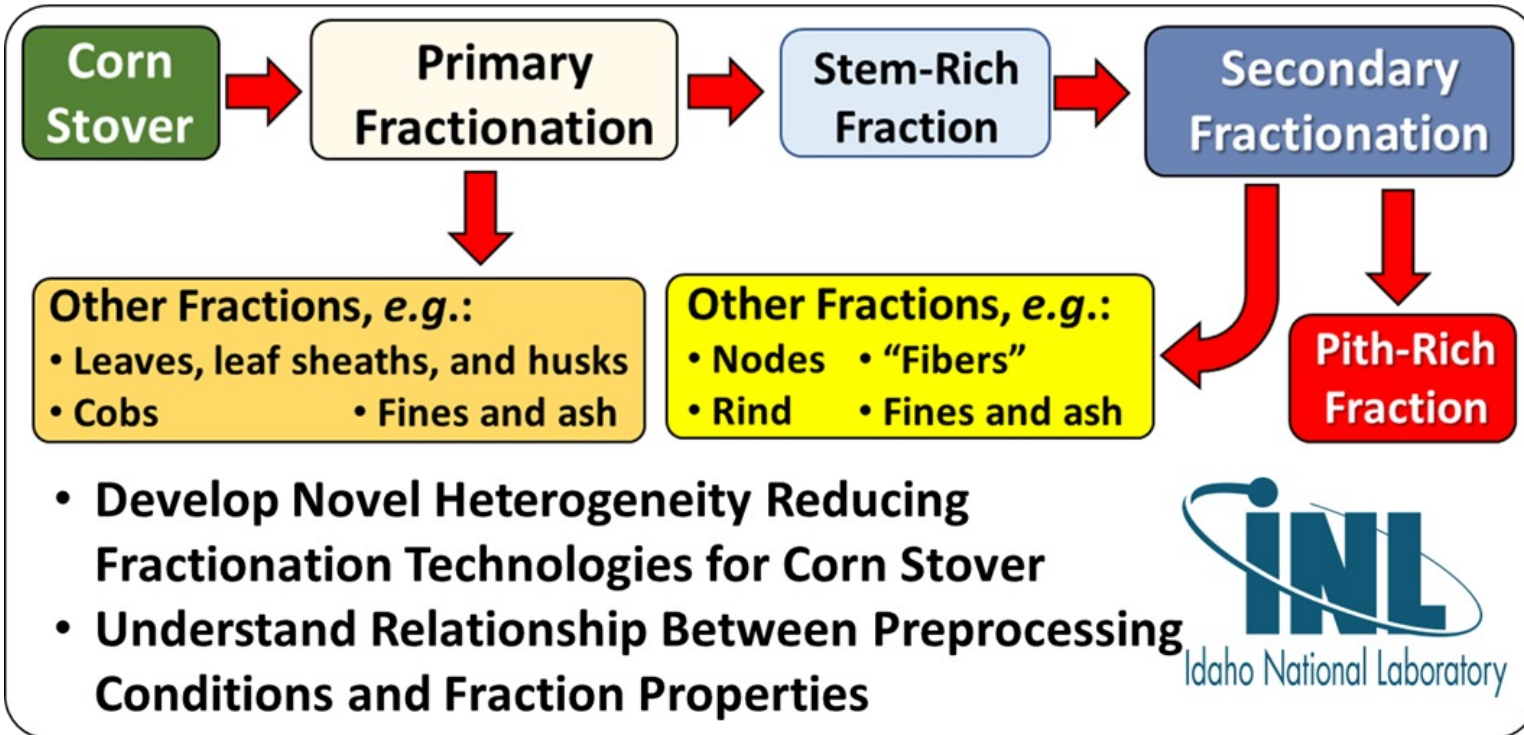 Corn
Stover
Primary
Fractionation
Stem-Rich
Fraction
Secondary
Fractionation
Other Fractions, e.g.:
• Leaves, leaf sheaths, and husks
• Cobs • Fines and ash
Other Fractions, e.g.:
• Nodes • “Fibers”
• Rind • Fines and ash
Pith-Rich
Fraction
• Develop Novel Heterogeneity Reducing
Fractionation Technologies for Corn Stover
• Understand Relationship Between Preprocessing
Conditions and Fraction Properties
INL
Idaho National Laboratory